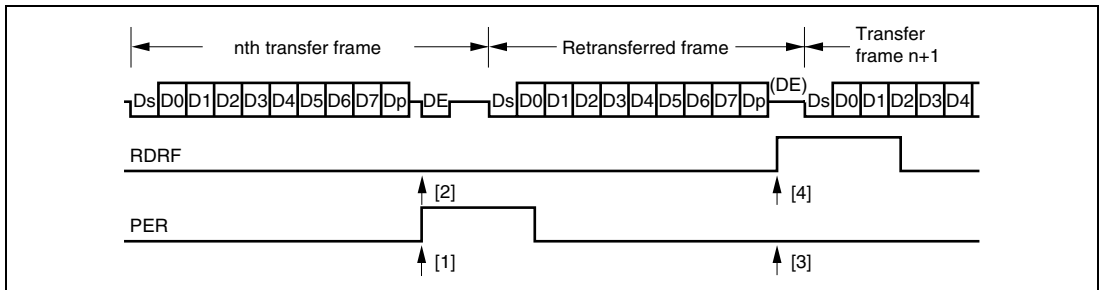 nth transfer frame Retransferred frame Transfer frame n+1
Ds D0 D1 D2 D3 D4 D5 D6 D7 Dp DE Ds D0 D1 D2 D3 D4 D5 D6 D7 Dp (DE) Ds D0 D1 D2 D3 D4
RDRF
[2] [4]
PER
[1] [3]